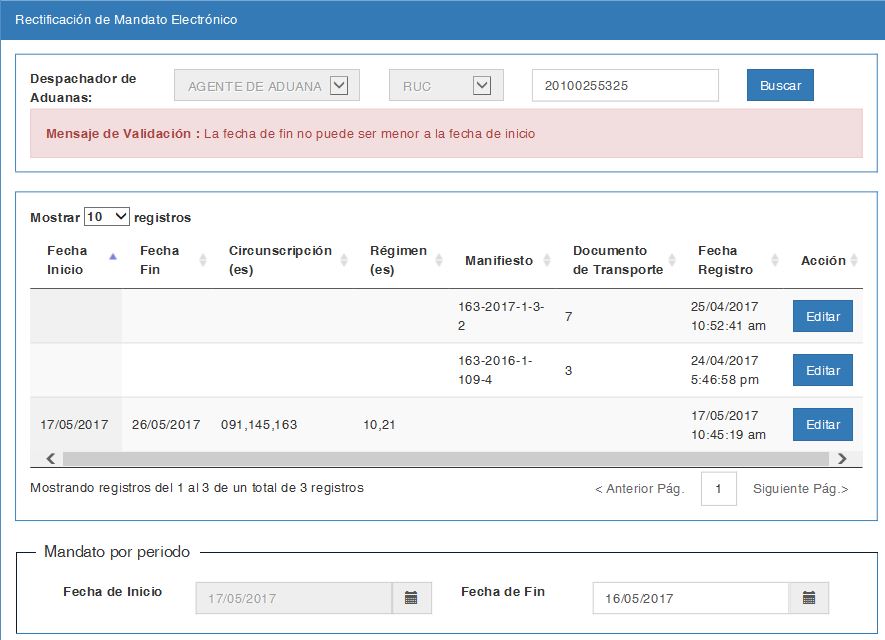 Rectificación de Mandato Electrónico
Despachador de
Aduanas:
AGENTE DE ADUANA RUC 20100255325 Buscar
Mensaje de Validación : La fecha de fin no puede ser menor a la fecha de inicio
Mostrar 10 registros
Fecha Inicio Fecha Fin Circunscripción (es) Régimen (es) Manifiesto Documento de Transporte Fecha Registro Acción
163-2017-1-3-2 7 25/04/2017 10:52:41 am Editar
163-2016-1-109-4 3 24/04/2017 5:46:58 pm Editar
17/05/2017 26/05/2017 091,145,163 10,21 17/05/2017 10:45:19 am Editar
Mostrando registros del 1 al 3 de un total de 3 registros < Anterior Pág. 1 Siguiente Pág.>
Mandato por periodo
Fecha de Inicio 17/05/2017 Fecha de Fin 16/05/2017